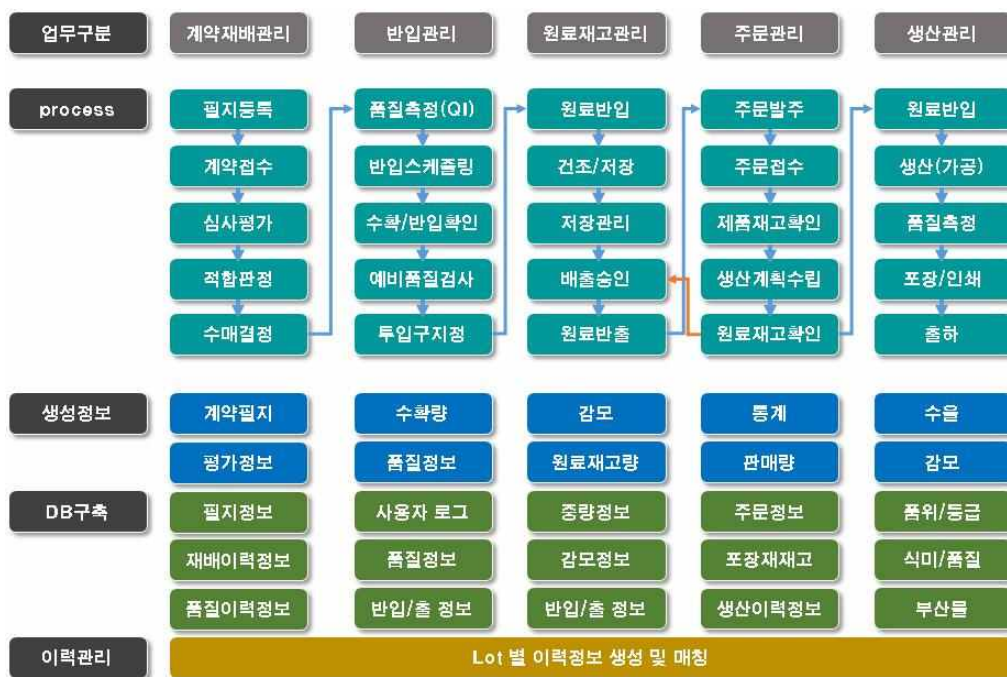 업무구분 계약재배관리 반입관리 원료재고관리 주문관리 생산관리
process 필지등록 품질측정(QI) 원료반입 주문발주 원료반입
계약접수 반입스케줄링 건조/저장 주문접수 생산(가공)
심사평가 수확/반입확인 저장관리 제품재고확인 품질측정
적합판정 예비품질검사 배출승인 생산계획수립 포장/인쇄
수매결정 투입구지정 원료반출 원료재고확인 출하
생성정보 계약필지 수확량 감모 통계 수율
평가정보 품질정보 원료재고량 판매량 감모
DB구축 필지정보 사용자 로그 중량정보 주문정보 품위/등급
재배이력정보 품질정보 감모정보 포장재재고 식미/품질
품질이력정보 반입/출 정보 반입/출 정보 생산이력정보 부산물
이력관리 Lot 별 이력정보 생성 및 매칭